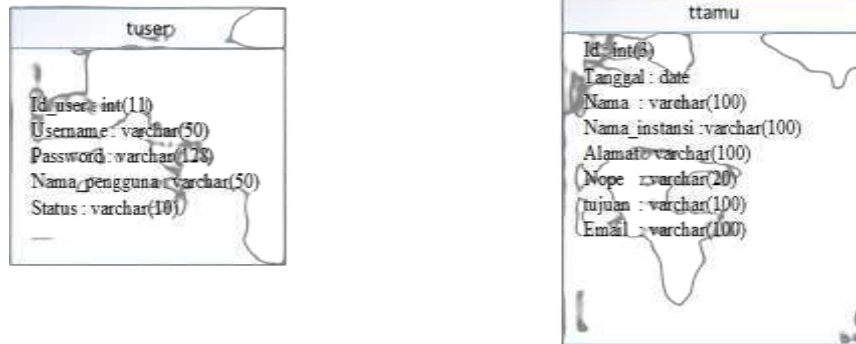 tuser
Id_user : int(11)
Username : varchar(50)
Password : varchar(128)
Nama_pengguna : varchar(50)
Status : varchar(10)
ttamu
Id : int(3)
Tanggal : date
Nama : varchar(100)
Nama_instansi :varchar(100)
Alamat : varchar(100)
Nope : varchar(20)
tujuan : varchar(100)
Email : varchar(100)